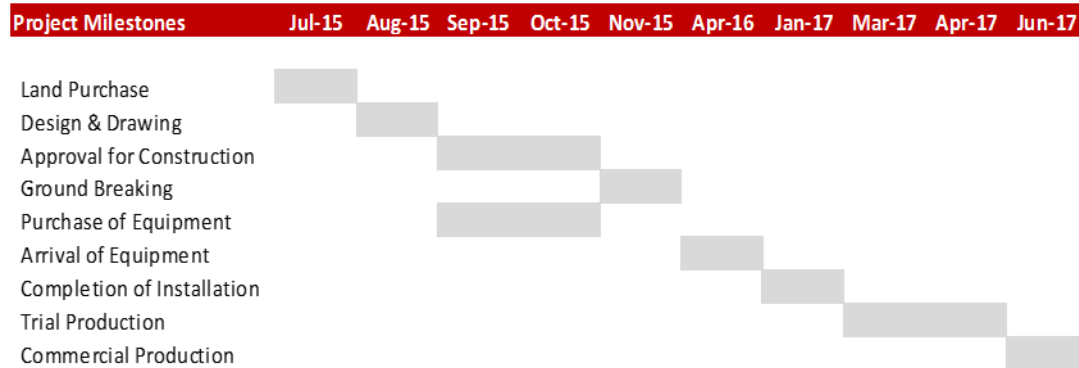 Project Milestones Jul-15 Aug-15 Sep-15 Oct-15 Nov-15 Apr-16 Jan-17 Mar-17 Apr-17 Jun-17
Land Purchase
Design & Drawing
Approval for Construction
Ground Breaking
Purchase of Equipment
Arrival of Equipment
Completion of Installation
Trial Production
Commercial Production